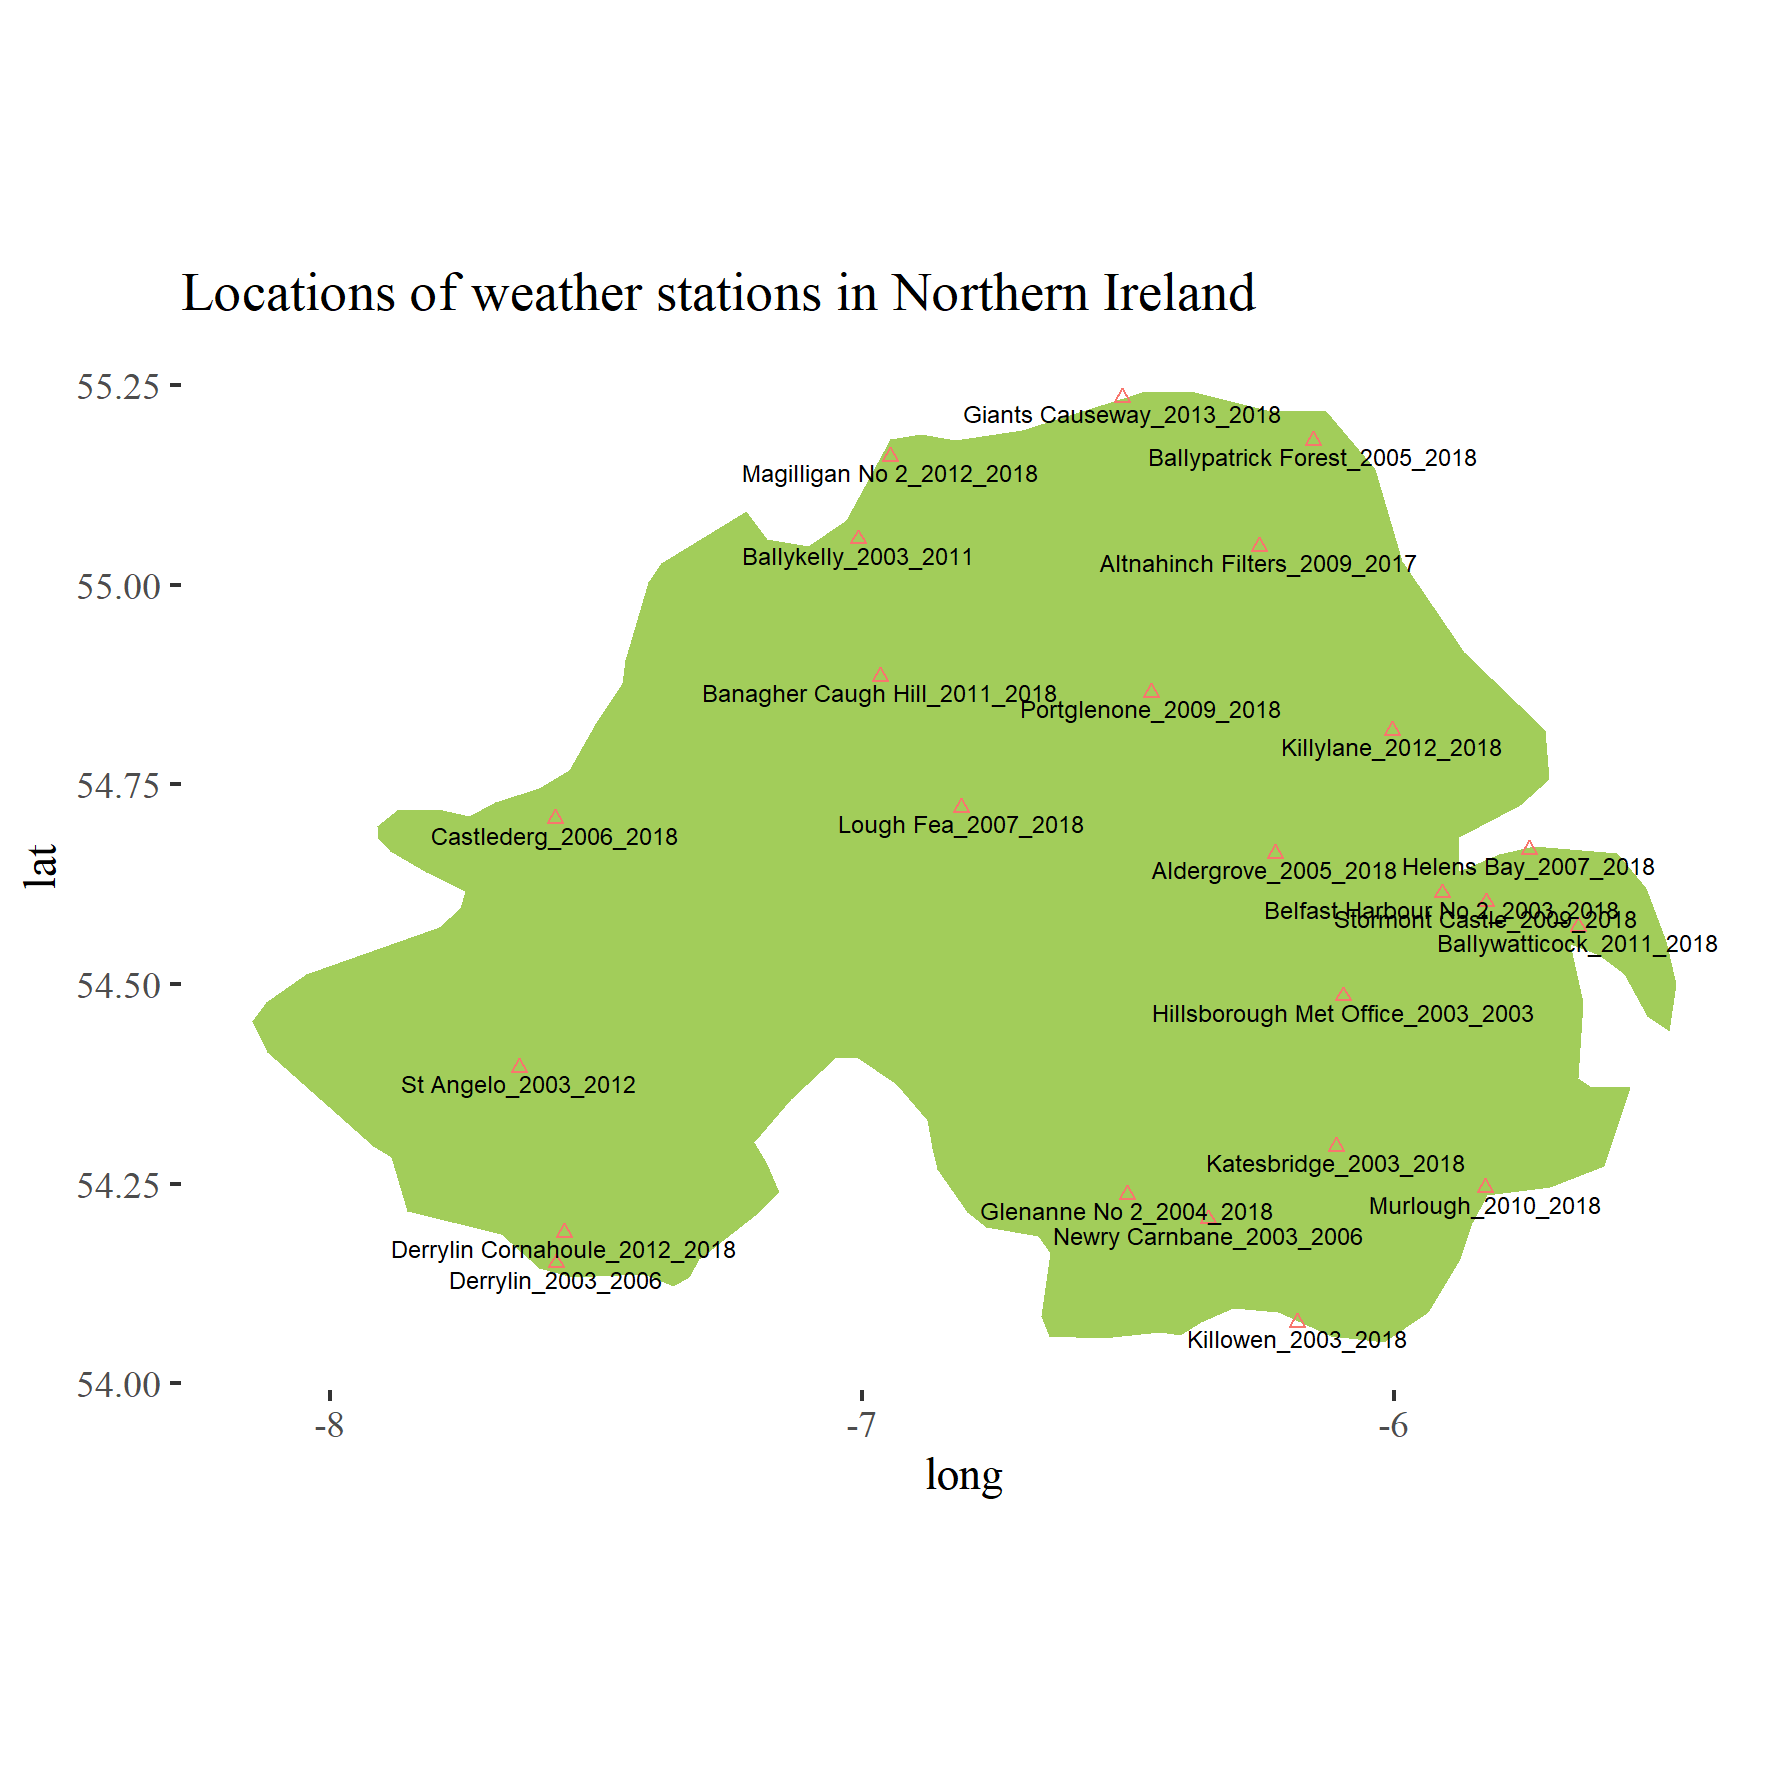 Locations of weather stations in Northern Ireland
55.25
Giants Causeway_2013_2018
Ballypatrick Forest_2005_2018
Magilligan No 2_2012_2018
Ballykelly_2003_2011
Altnahinch Filters_2009_2017
55.00
Banagher Caugh Hill_2011_2018
Portglenone_2009_2018
Killylane_2012_2018
54.75
Lough Fea_2007_2018
Castlederg_2006_2018
lat
Helens Bay_2007_2018
Aldergrove_2005_2018
Belfast Harbour No 2_2003_2018
Stormont Castle_2009_2018
Ballywatticock_2011_2018
54.50
Hillsborough Met Office_2003_2003
St Angelo_2003_2012
Katesbridge_2003_2018
54.25
Murlough_2010_2018
Glenanne No 2_2004_2018
Newry Carnbane_2003_2006
Derrylin Cornahoule_2012_2018
Derrylin_2003_2006
Killowen_2003_2018
54.00
-8
-7
-6
long